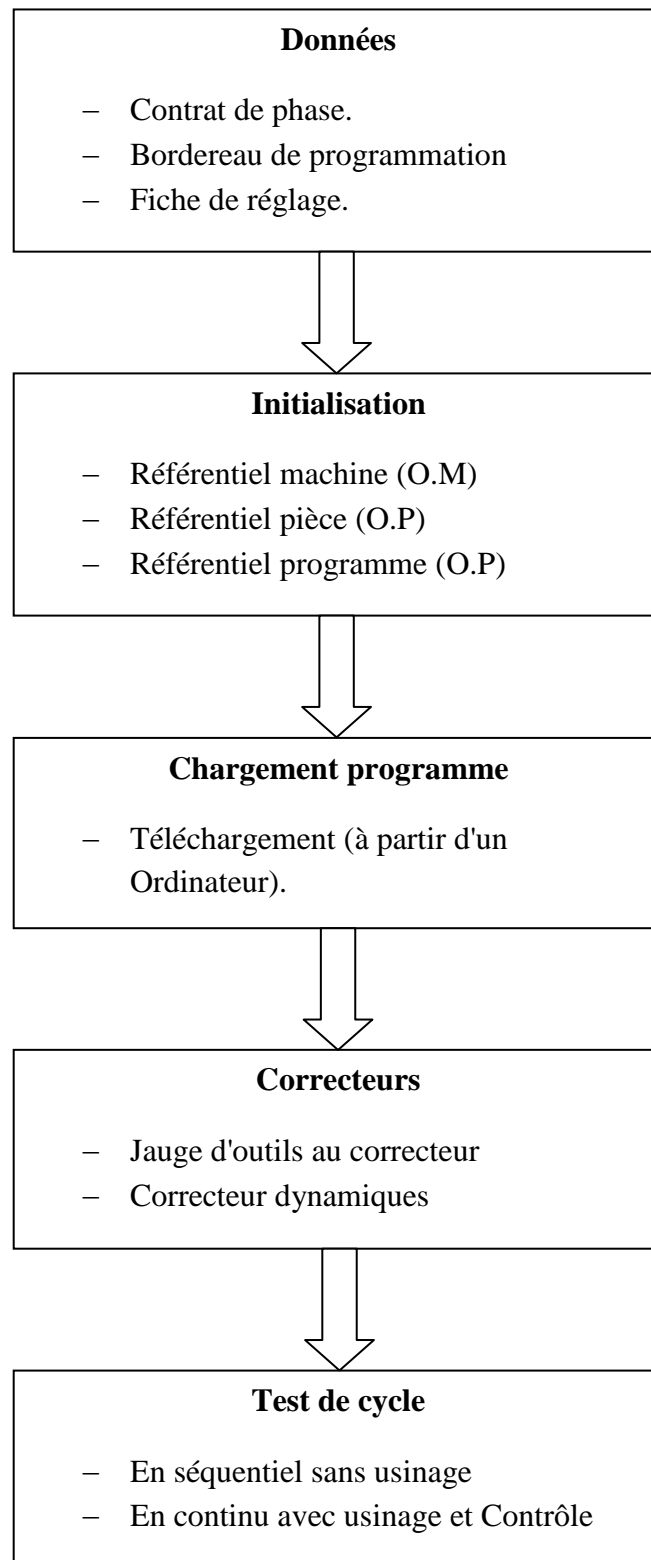 Données
– Contrat de phase.
– Bordereau de programmation
– Fiche de réglage.
Initialisation
– Référentiel machine (O.M)
– Référentiel pièce (O.P)
– Référentiel programme (O.P)
Chargement programme
– Téléchargement (à partir d'un
Ordinateur).
Correcteurs
– Jauge d'outils au correcteur
– Correcteur dynamiques
Test de cycle
– En séquentiel sans usinage
– En continu avec usinage et Contrôle